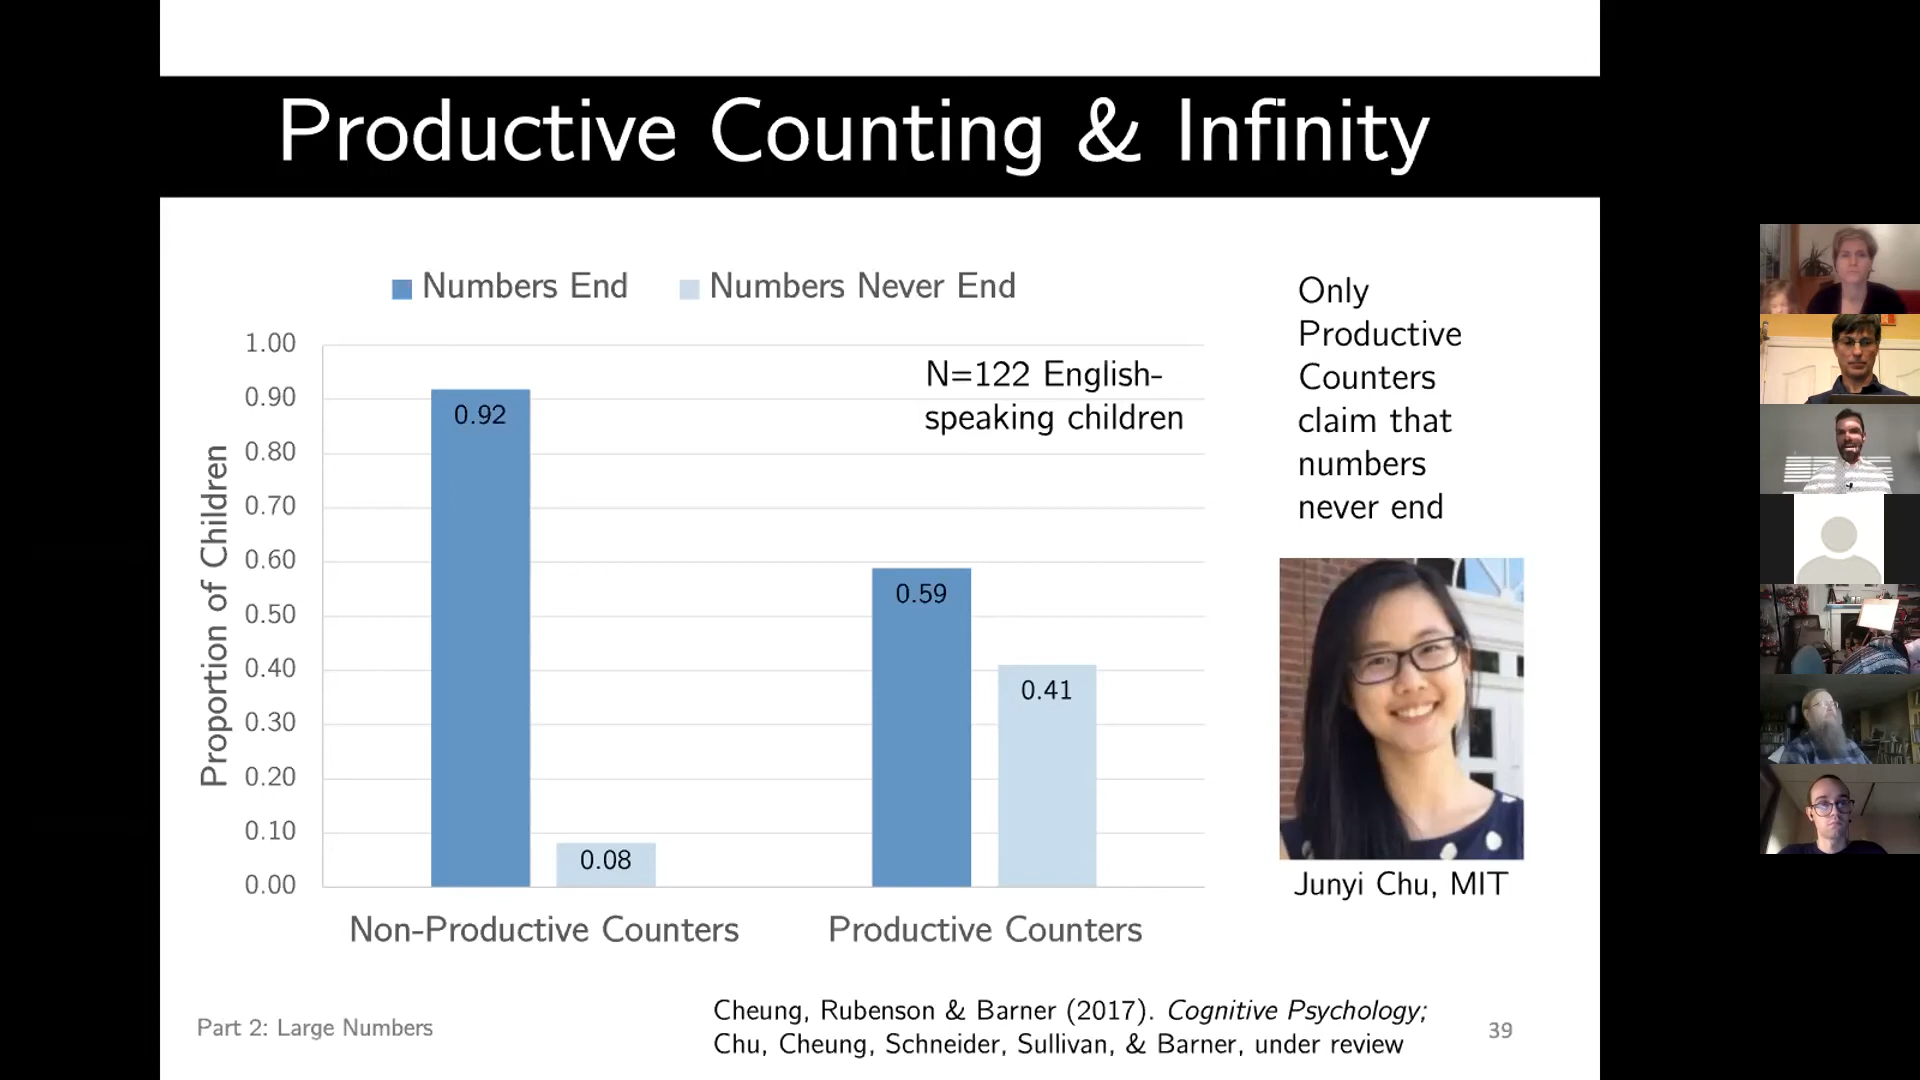 Productive Counting & Infinity
Numbers End
Numbers Never End
1.00
0.90
0.80
0.70
0.60
0.50
0.40
0.30
0.20
0.10
0.00
Proportion of Children
N=122 English-
speaking children
0.92
0.08
0.59
0.41
Non-Productive Counters
Productive Counters
Only
Productive
Counters
claim that
numbers
never end
Junyi Chu, MIT
Part 2: Large Numbers
Cheung, Rubenson & Barner (2017). Cognitive Psychology;
Chu, Cheung, Schneider, Sullivan, & Barner, under review
39